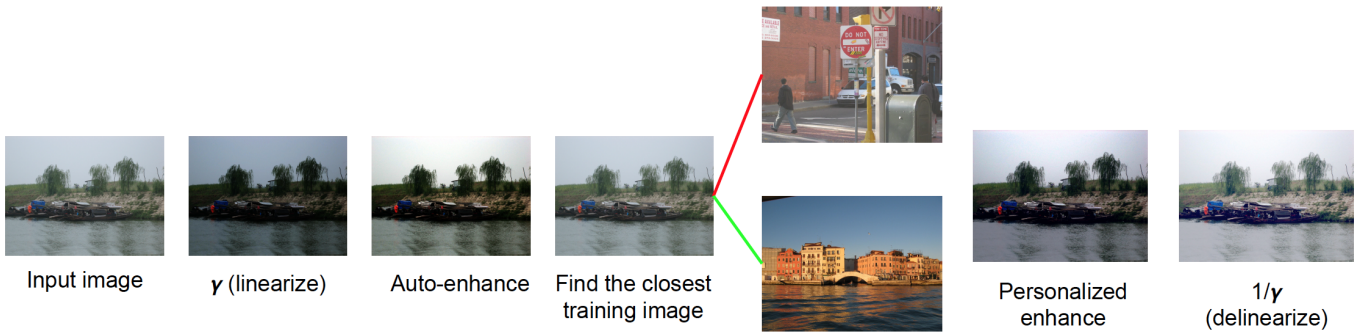 DO NOT
ENTER
Input image
γ (linearize)
Auto-enhance
Find the closest
training image
Personalized
enhance
1/γ
(delinearize)